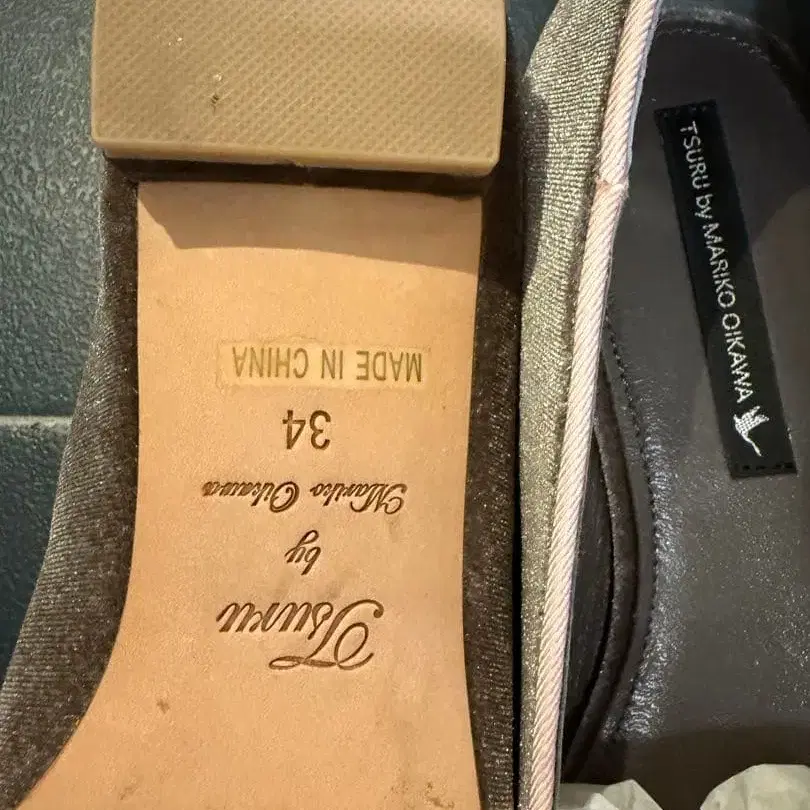 Tsuru
by
Mariko Oikawa
34
MADE IN CHINA
TSURU by MARIKO OIKAWA